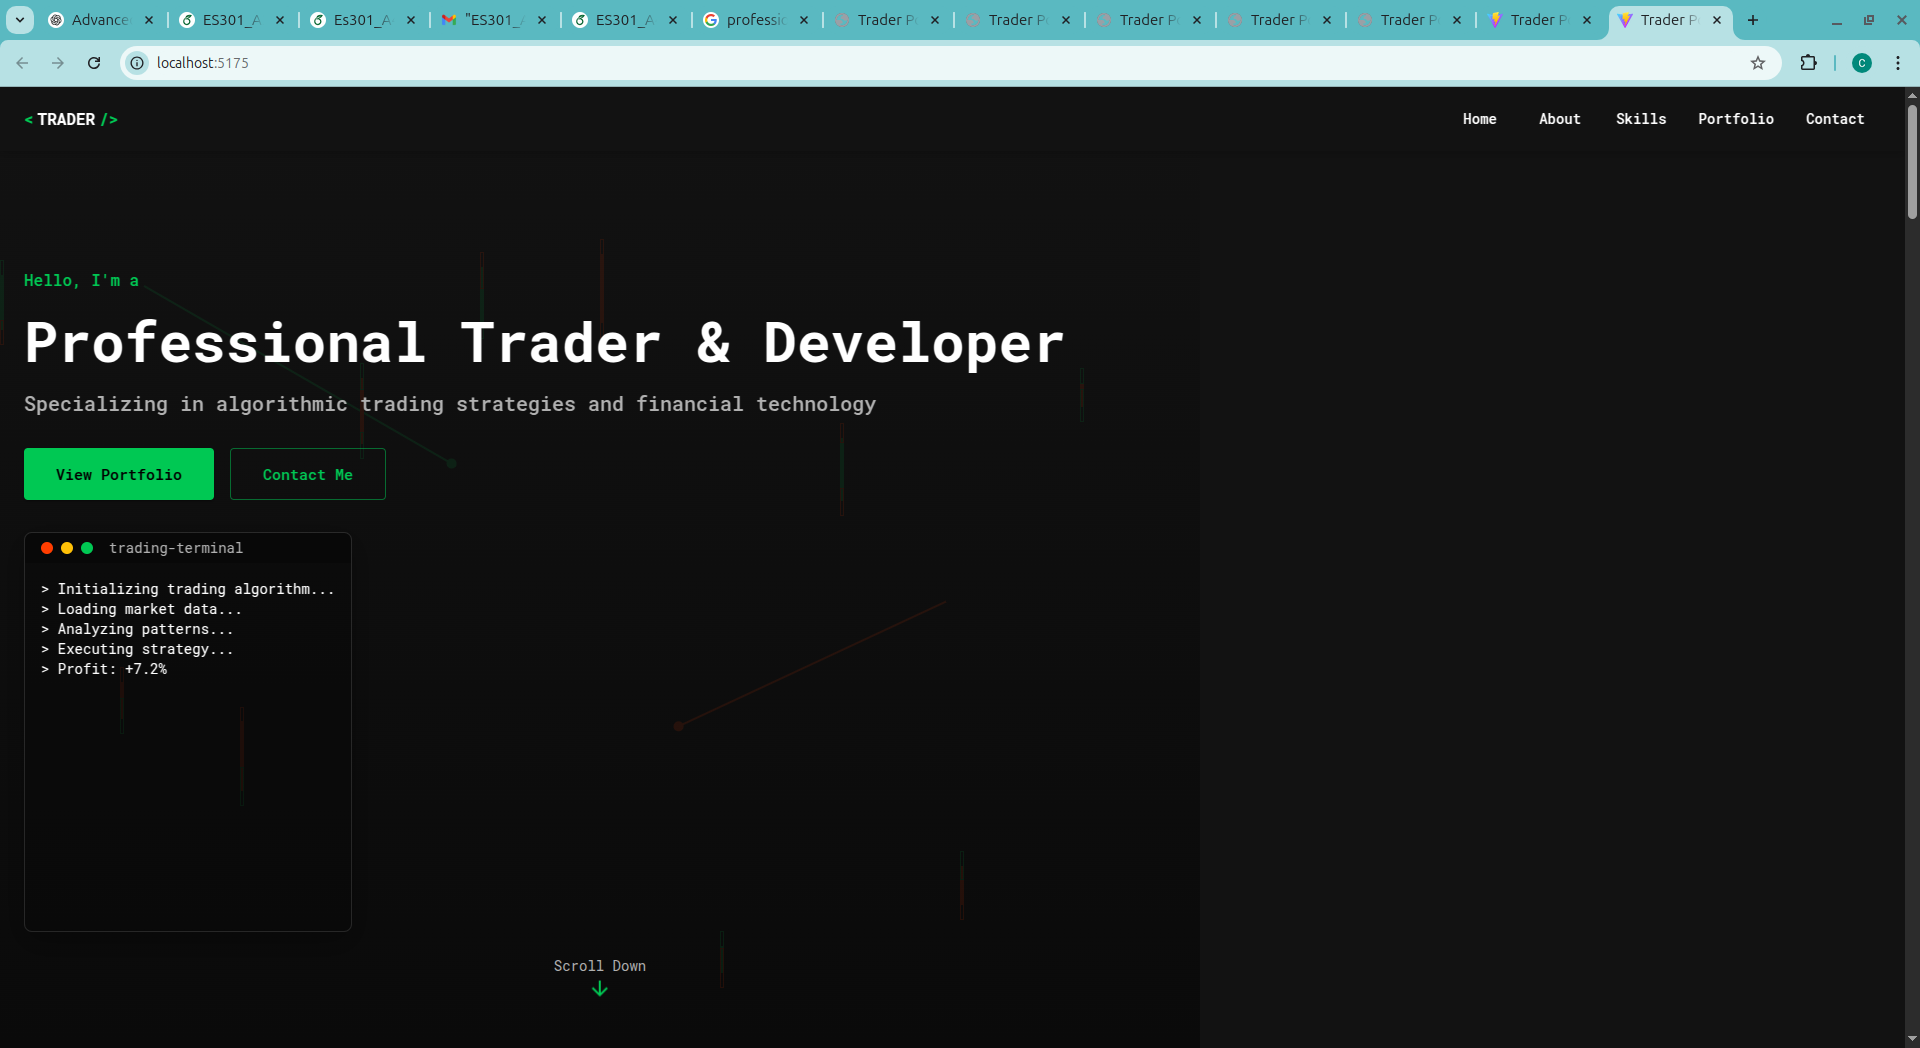 Advance
ES301_A
Es301_A
"ES301_A
ES301_A
professio
Trader P
Trader P
Trader P
Trader P
Trader P
Trader P
Trader P
localhost:5175
C
< TRADER />
Home About Skills Portfolio Contact
Hello, I'm a
Professional Trader & Developer
Specializing in algorithmic trading strategies and financial technology
View Portfolio
Contact Me
trading-terminal
> Initializing trading algorithm...
> Loading market data...
> Analyzing patterns...
> Executing strategy...
> Profit: +7.2%
Scroll Down